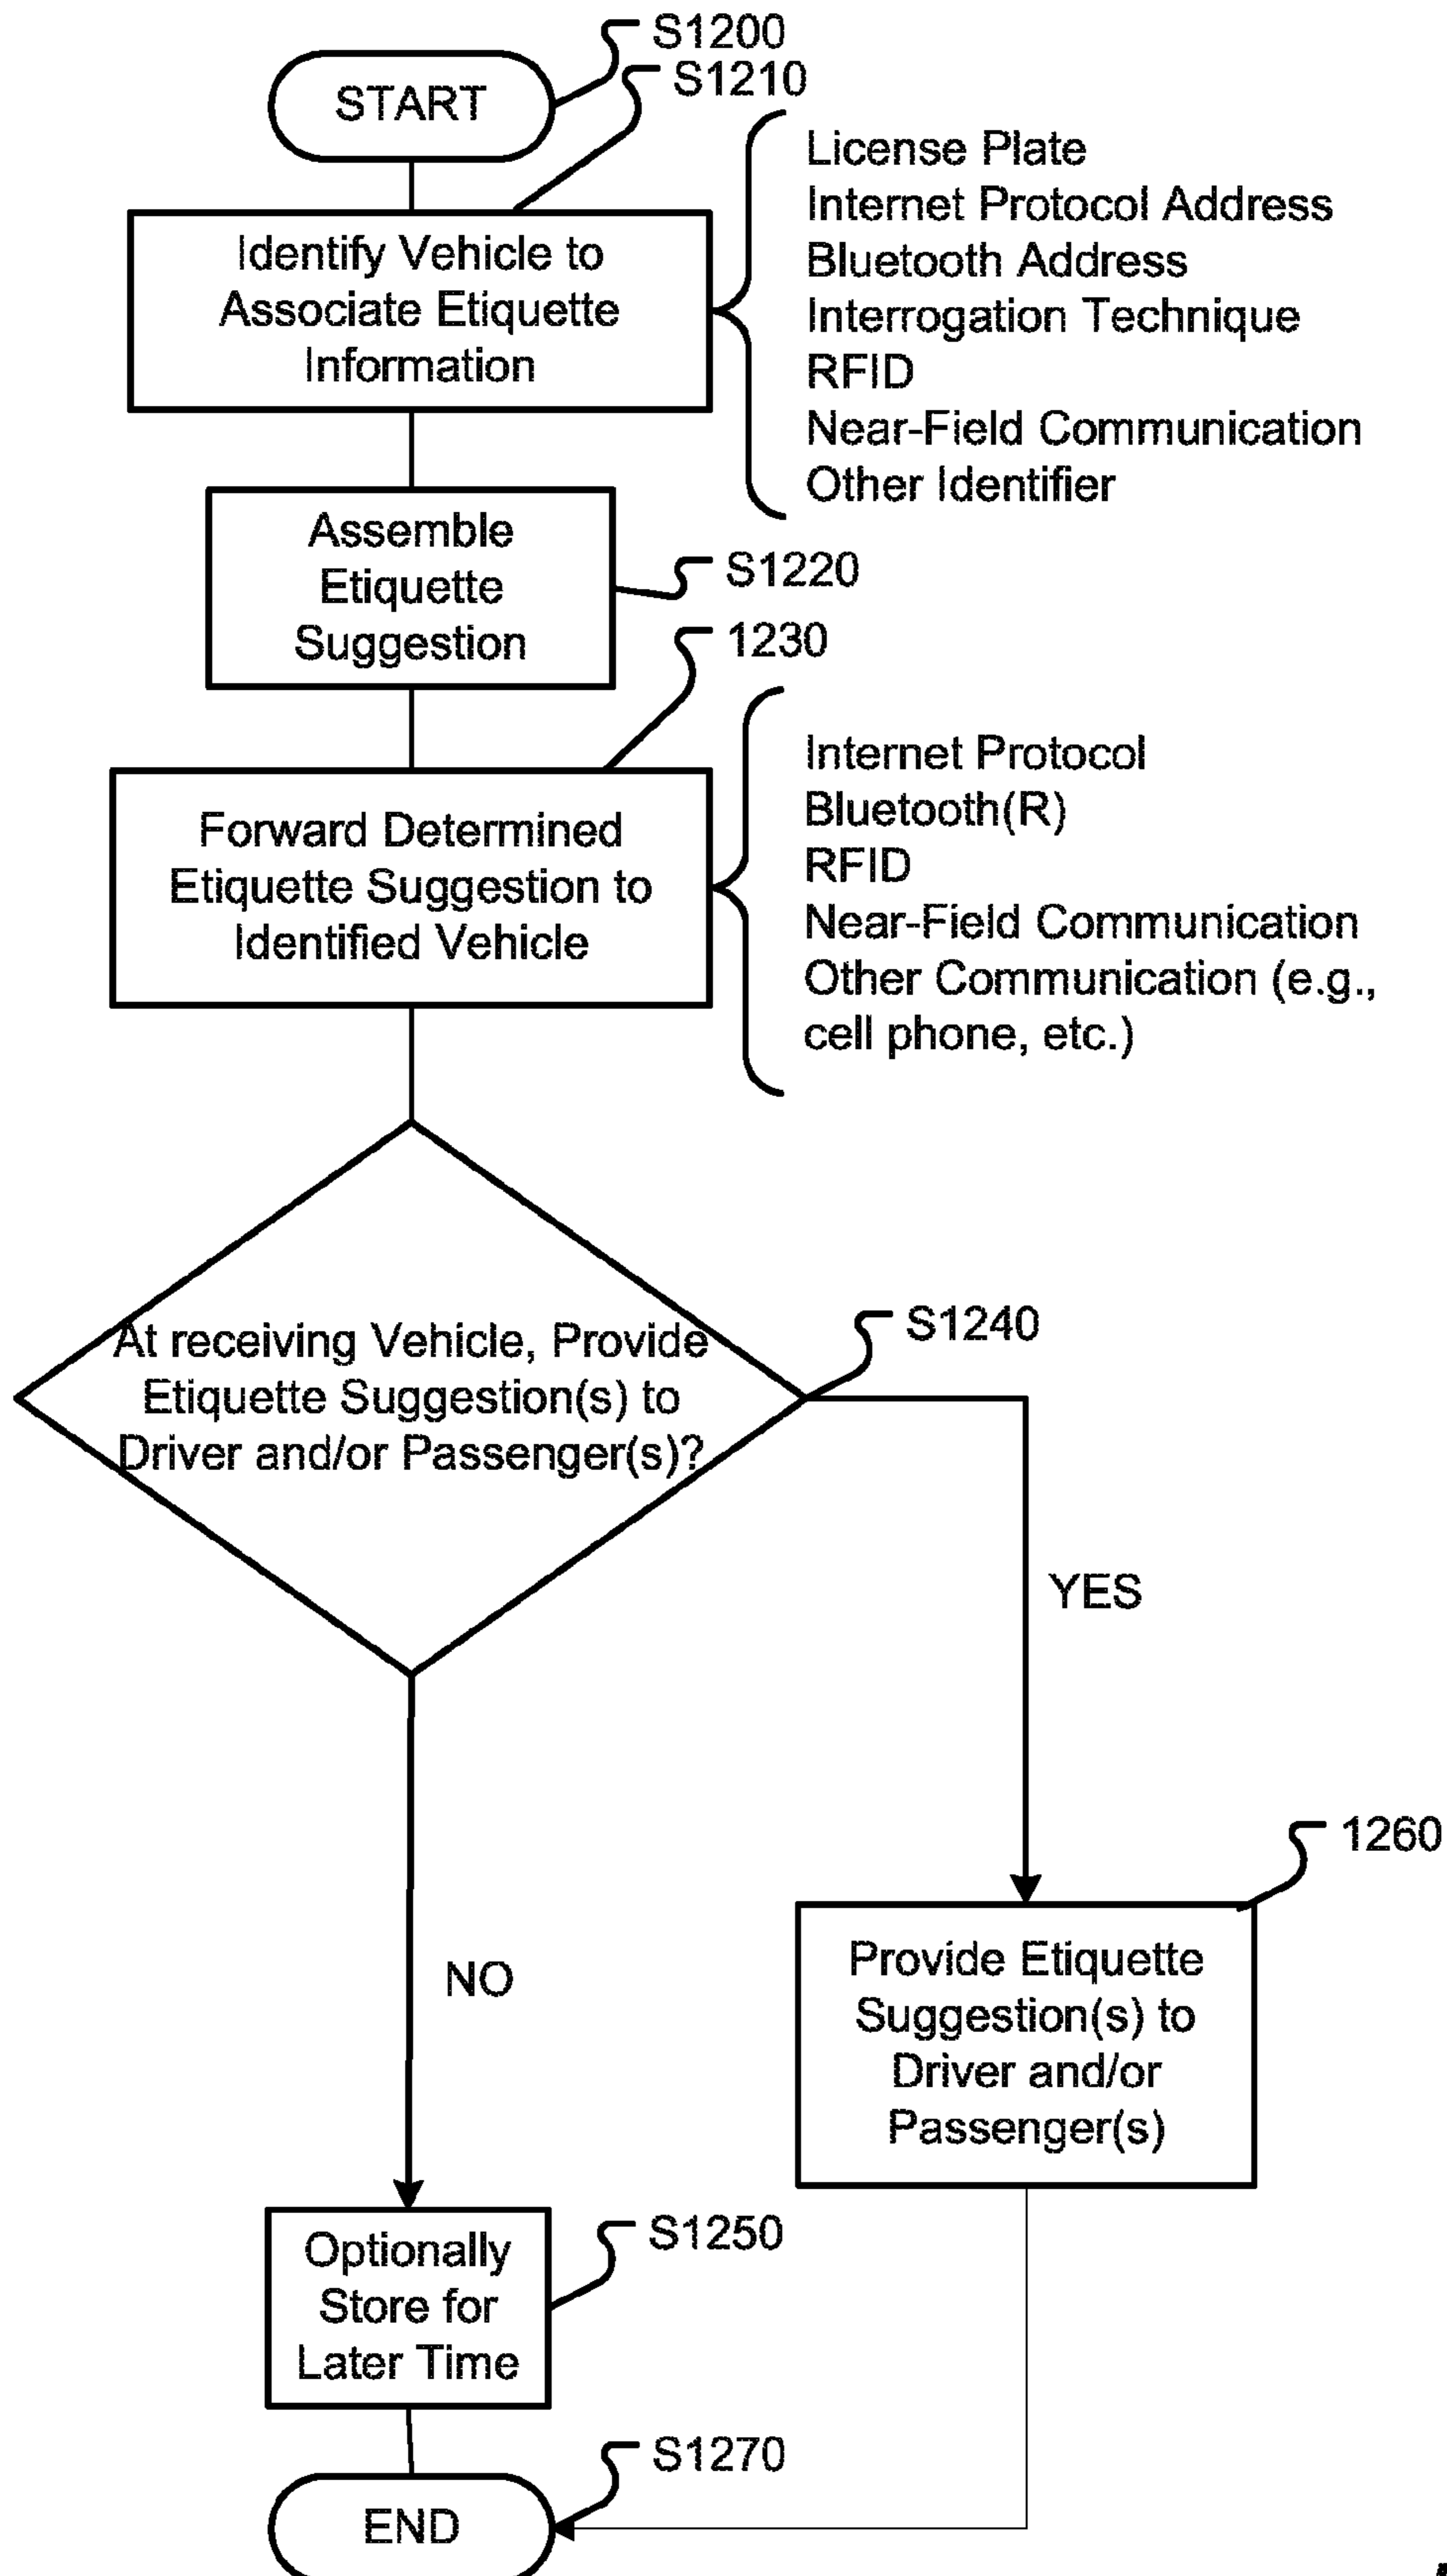 S1200
START
S1210
Identify Vehicle to
Associate Etiquette
Information
License Plate
Internet Protocol Address
Bluetooth Address
Interrogation Technique
RFID
Near-Field Communication
Other Identifier
Assemble
Etiquette
Suggestion
S1220
1230
Forward Determined
Etiquette Suggestion to
Identified Vehicle
Internet Protocol
Bluetooth(R)
RFID
Near-Field Communication
Other Communication (e.g.,
cell phone, etc.)
At receiving Vehicle, Provide
Etiquette Suggestion(s) to
Driver and/or Passenger(s)?
S1240
YES
NO
1260
Provide Etiquette
Suggestion(s) to
Driver and/or
Passenger(s)
Optionally
Store for
Later Time
S1250
S1270
END